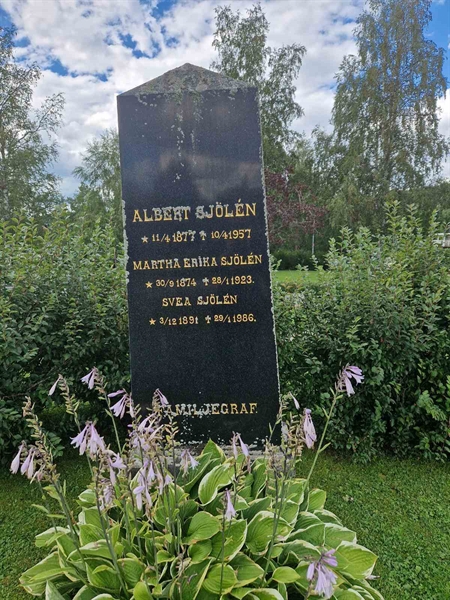 ALBERT SJÖLÉN
★ 11/4 1877 ✝ 10/4 1957
MARTHA ERIKA SJÖLÉN
★ 30/9 1874 ✝ 28/1 1923.
SVEA SJÖLÉN
★ 3/12 1891 ✝ 29/1 1986.
FAMILJEGRAF.